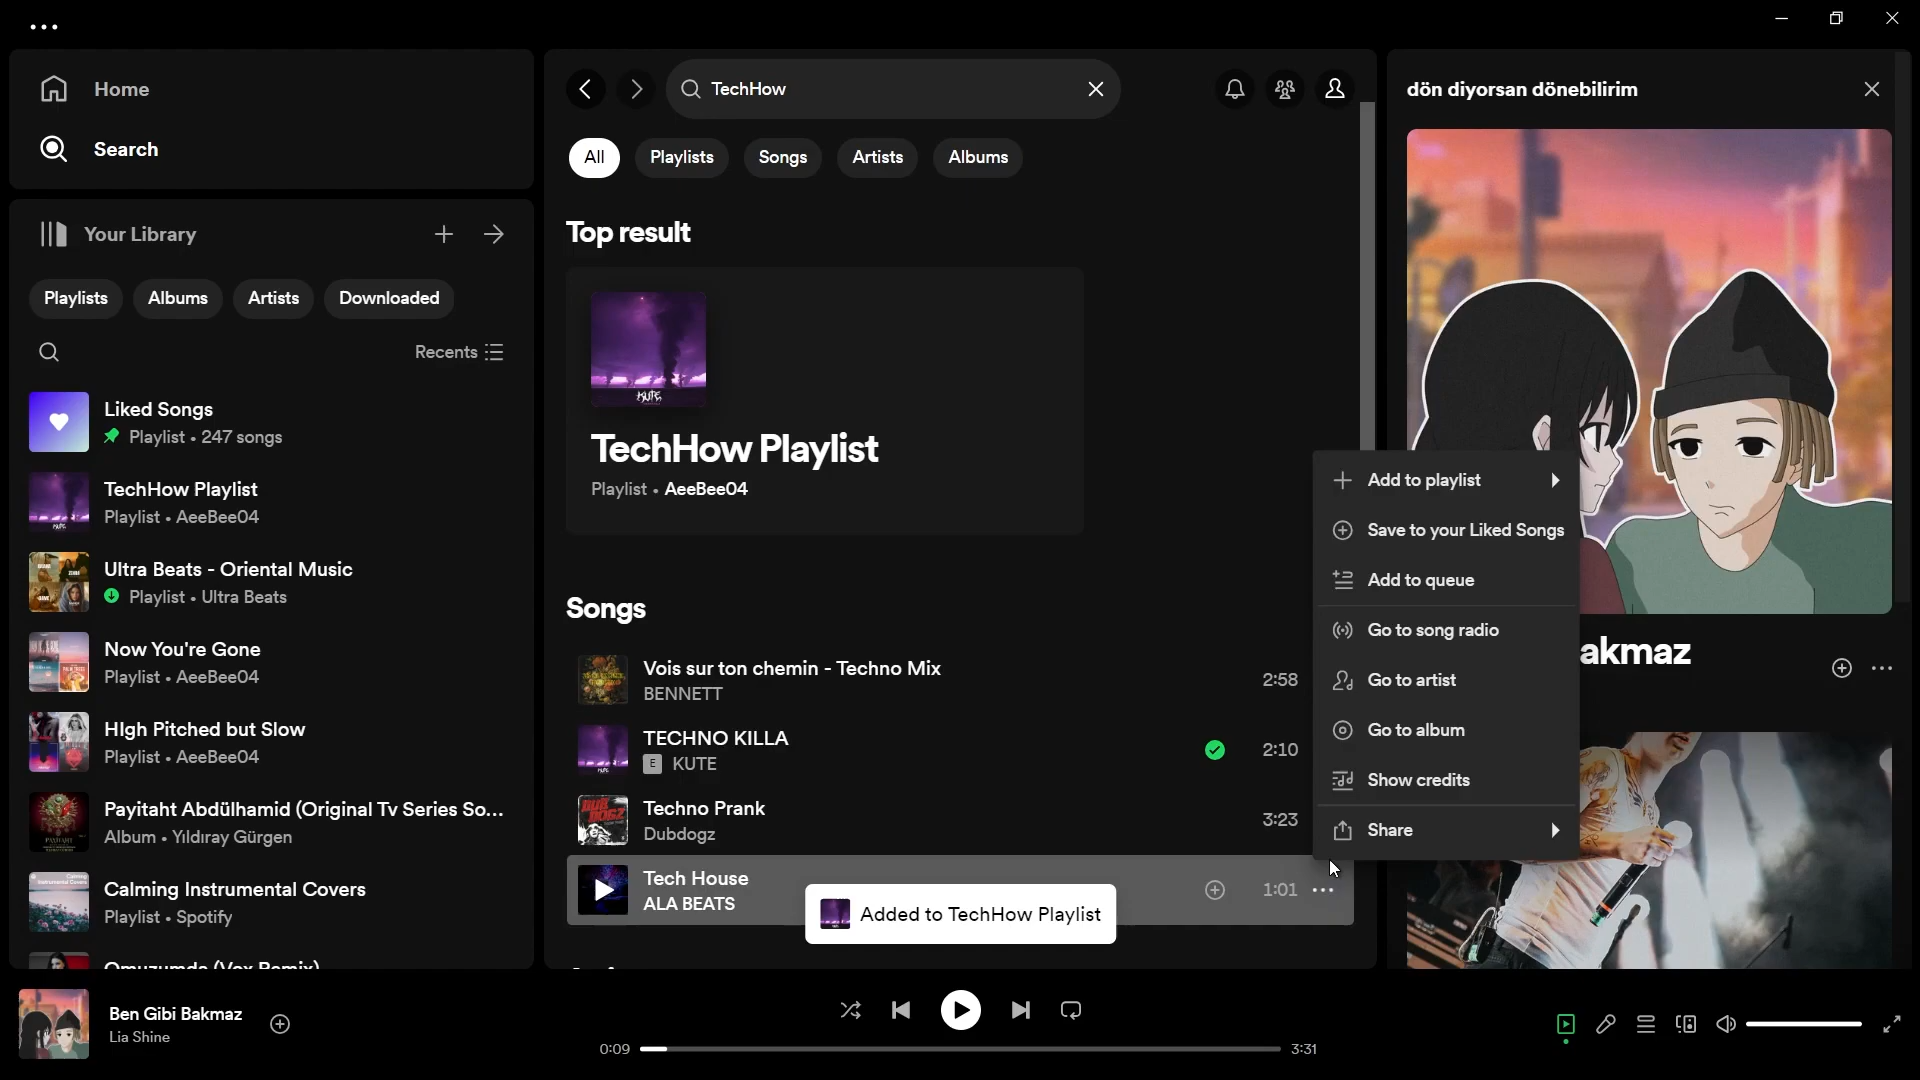 Home
Search
Your Library
Playlists
Albums
Artists
Downloaded
Recents
Liked Songs
Playlist • 247 songs
TechHow Playlist
Playlist • AeeBee04
Ultra Beats - Oriental Music
Playlist • Ultra Beats
Now You're Gone
Playlist • AeeBee04
HIgh Pitched but Slow
Playlist • AeeBee04
Payitaht Abdülhamid (Original Tv Series So...
Album • Yıldıray Gürgen
Calming Instrumental Covers
Playlist • Spotify
Omuzumda (Vox Remix)
TechHow
All
Playlists
Songs
Artists
Albums
Top result
KUTE
TechHow Playlist
Playlist • AeeBee04
Songs
Vois sur ton chemin - Techno Mix
BENNETT
2:58
TECHNO KILLA
E KUTE
2:10
Techno Prank
Dubdogz
3:23
Tech House
ALA BEATS
1:01
Added to TechHow Playlist
Add to playlist
Save to your Liked Songs
Add to queue
Go to song radio
Go to artist
Go to album
Show credits
Share
dön diyorsan dönebilirim
akmaz
Ben Gibi Bakmaz
Lia Shine
0:09
3:31